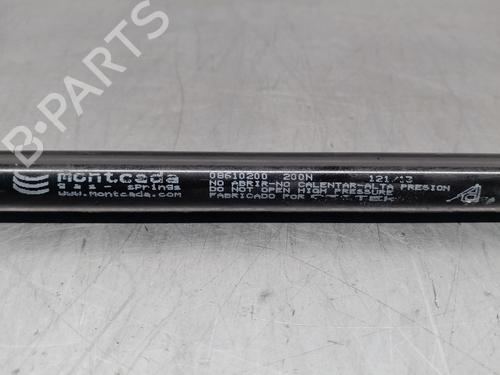 B-PARTS
montcada
gas-springs
www.montcada.com
08610200 200N 121/13
NO ABRIR-NO CALENTAR-ALTA PRESION
DO NOT OPEN HIGH PRESSURE
FABRICADO POR